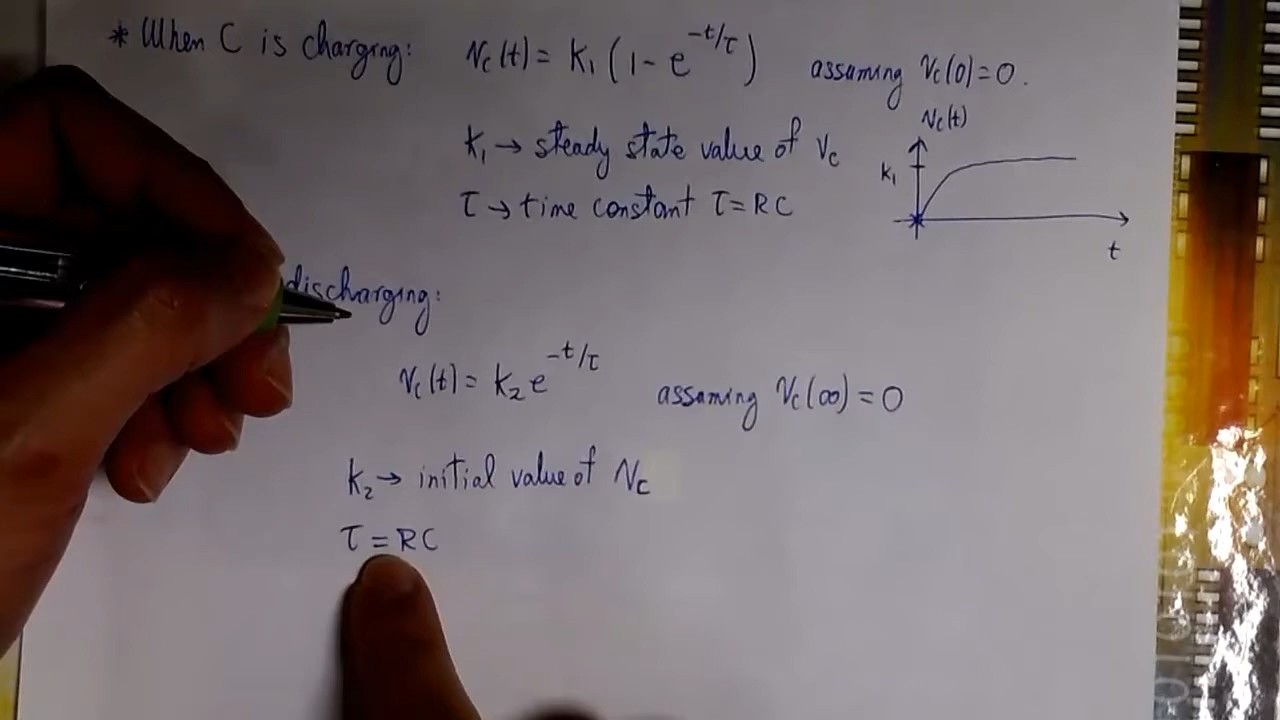 * When C is charging: Vc(t) = K₁ (1 - e^{-t/τ}) assuming Vc(0) = 0.
K₁ → steady state value of Vc
τ → time constant τ = RC
Vc(t)
K₁
t
discharging:
Vc(t) = K₂ e^{-t/τ} assuming Vc(∞) = 0
K₂ → initial value of Vc
τ = RC